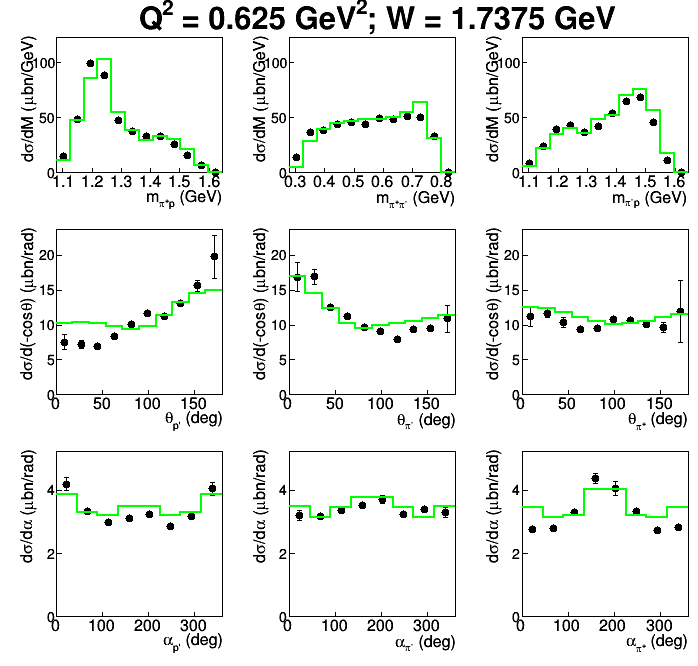 Q² = 0.625 GeV²; W = 1.7375 GeV
dσ/dM (μbn/GeV)
100
50
0
1.1 1.2 1.3 1.4 1.5 1.6
m_π⁺p (GeV)
dσ/dM (μbn/GeV)
100
50
0
0.3 0.4 0.5 0.6 0.7 0.8
m_π⁺π⁻ (GeV)
dσ/dM (μbn/GeV)
100
50
0
1.1 1.2 1.3 1.4 1.5 1.6
m_π⁻p (GeV)
dσ/d(-cosθ) (μbn/rad)
20
15
10
5
0
0 50 100 150
θ_p' (deg)
dσ/d(-cosθ) (μbn/rad)
20
15
10
5
0
0 50 100 150
θ_π⁻ (deg)
dσ/d(-cosθ) (μbn/rad)
20
15
10
5
0
0 50 100 150
θ_π⁺ (deg)
dσ/dα (μbn/rad)
4
2
0
0 100 200 300
α_p' (deg)
dσ/dα (μbn/rad)
4
2
0
0 100 200 300
α_π⁻ (deg)
dσ/dα (μbn/rad)
4
2
0
0 100 200 300
α_π⁺ (deg)